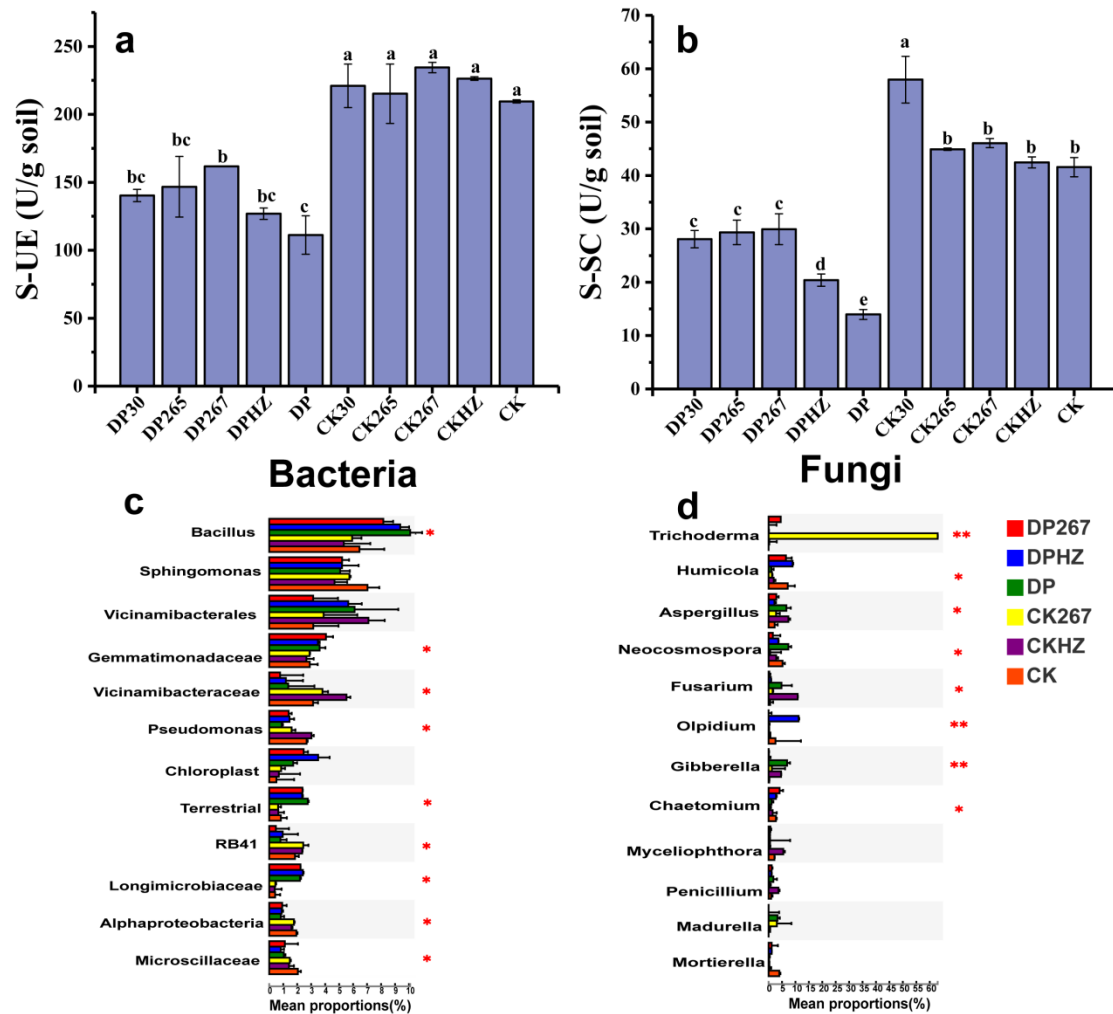 a
S-UE (U/g soil)
250
200
150
100
50
0
bc
bc
b
bc
c
a
a
a
a
a
DP30
DP265
DP267
DPHZ
DP
CK30
CK265
CK267
CKHZ
CK
b
S-SC (U/g soil)
70
60
50
40
30
20
10
0
c
c
c
d
e
a
b
b
b
b
DP30
DP265
DP267
DPHZ
DP
CK30
CK265
CK267
CKHZ
CK
Bacteria
c
Bacillus *
Sphingomonas
Vicinamibacterales
Gemmatimonadaceae *
Vicinamibacteraceae *
Pseudomonas *
Chloroplast
Terrestrial *
RB41 *
Longimicrobiaceae *
Alphaproteobacteria *
Microscillaceae *
0 1 2 3 4 5 6 7 8 9 10
Mean proportions(%)
Fungi
d
Trichoderma **
Humicola *
Aspergillus *
Neocosmospora *
Fusarium *
Olpidium **
Gibberella **
Chaetomium *
Myceliophthora
Penicillium
Madurella
Mortierella
0 5 10 15 20 25 30 35 40 45 50 55 60
Mean proportions(%)
DP267
DPHZ
DP
CK267
CKHZ
CK